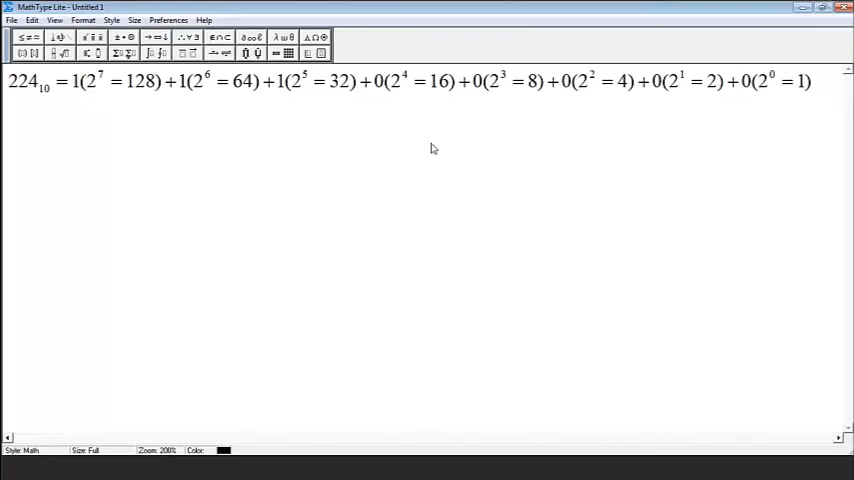 MathType Lite - Untitled 1
File Edit View Format Style Size Preferences Help
224₁₀ = 1(2⁷ = 128) + 1(2⁶ = 64) + 1(2⁵ = 32) + 0(2⁴ = 16) + 0(2³ = 8) + 0(2² = 4) + 0(2¹ = 2) + 0(2⁰ = 1)
Style: Math Size: Full Zoom: 200% Color: